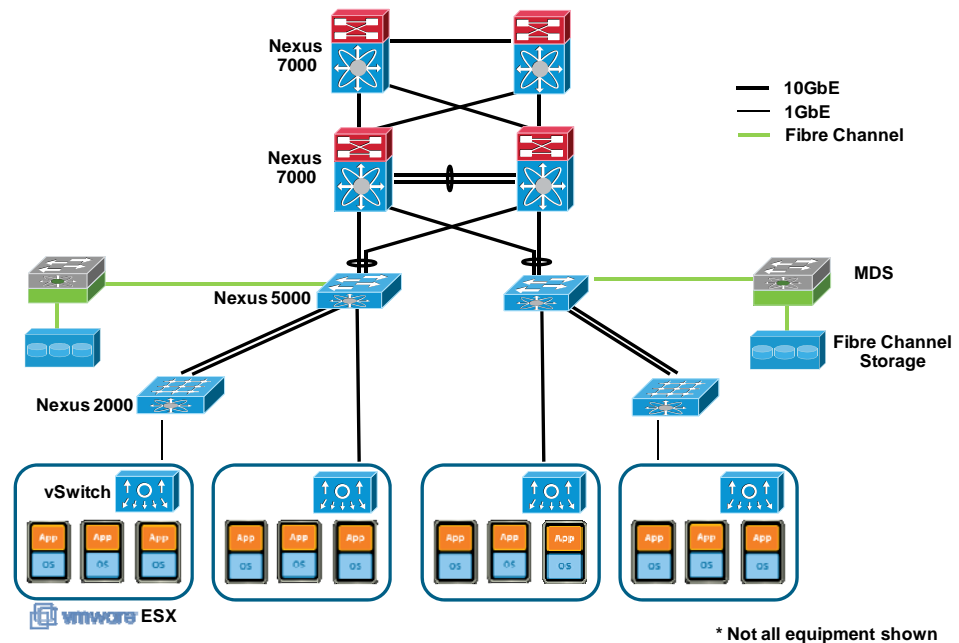 Nexus
7000
10GbE
1GbE
Fibre Channel
Nexus
7000
MDS
Nexus 5000
Fibre Channel
Storage
Nexus 2000
vSwitch
App App App App App App App App App App App App
OS OS OS OS OS OS OS OS OS OS OS OS
vmware ESX
* Not all equipment shown